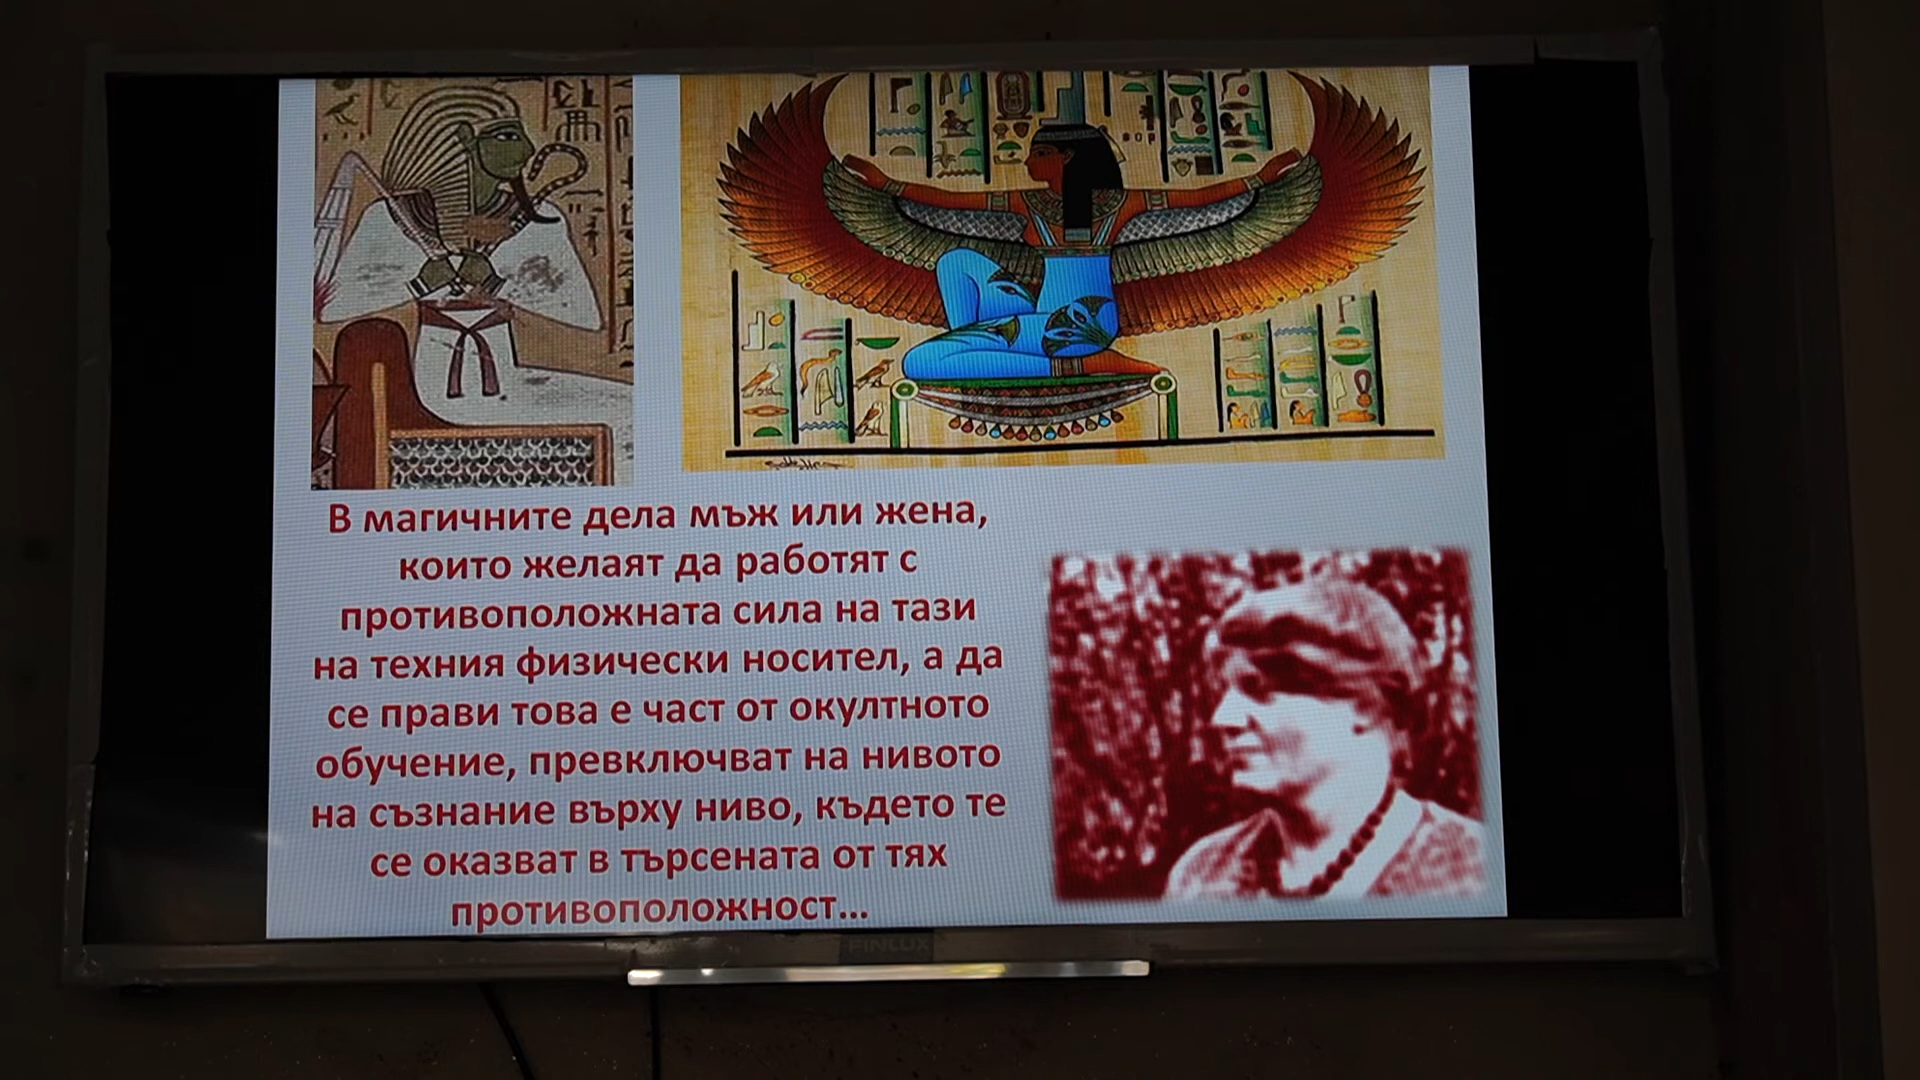 В магичните дела мъж или жена,
които желаят да работят с
противоположната сила на тази
на техния физически носител, а да
се прави това е част от окултното
обучение, превключват на нивото
на съзнание върху ниво, където те
се оказват в търсената от тях
противоположност...
FINLUX